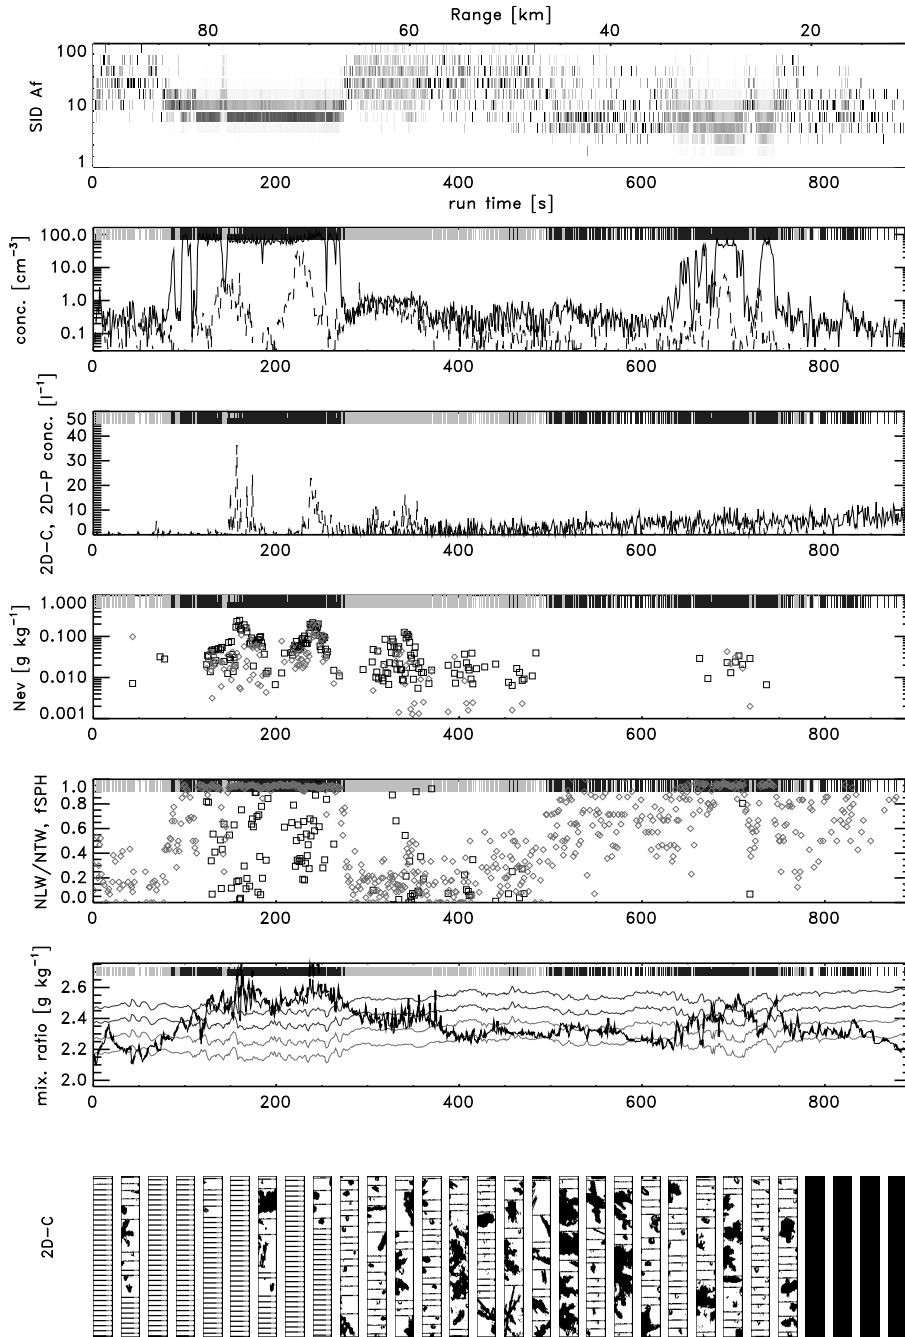 Range [km]
80 60 40 20
SID Af
100
10
1
0 200 400 600 800
run time [s]
conc. [cm⁻³]
100.0
10.0
1.0
0.1
0 200 400 600 800
2D-C, 2D-P conc. [l⁻¹]
50
40
30
20
10
0
0 200 400 600 800
Nev [g kg⁻¹]
1.000
0.100
0.010
0.001
0 200 400 600 800
NLW/NTW, fSPH
1.0
0.8
0.6
0.4
0.2
0.0
0 200 400 600 800
mix. ratio [g kg⁻¹]
2.6
2.4
2.2
2.0
0 200 400 600 800
2D-C